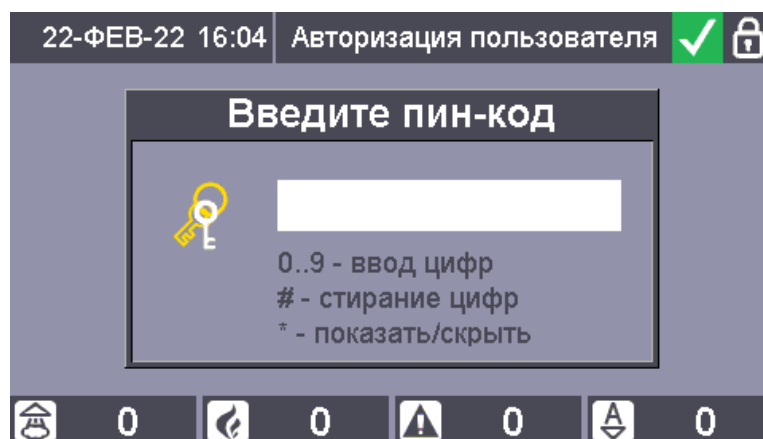 22-ФЕВ-22 16:04 Авторизация пользователя
Введите пин-код
0..9 - ввод цифр
# - стирание цифр
* - показать/скрыть
0 0 0 A 0